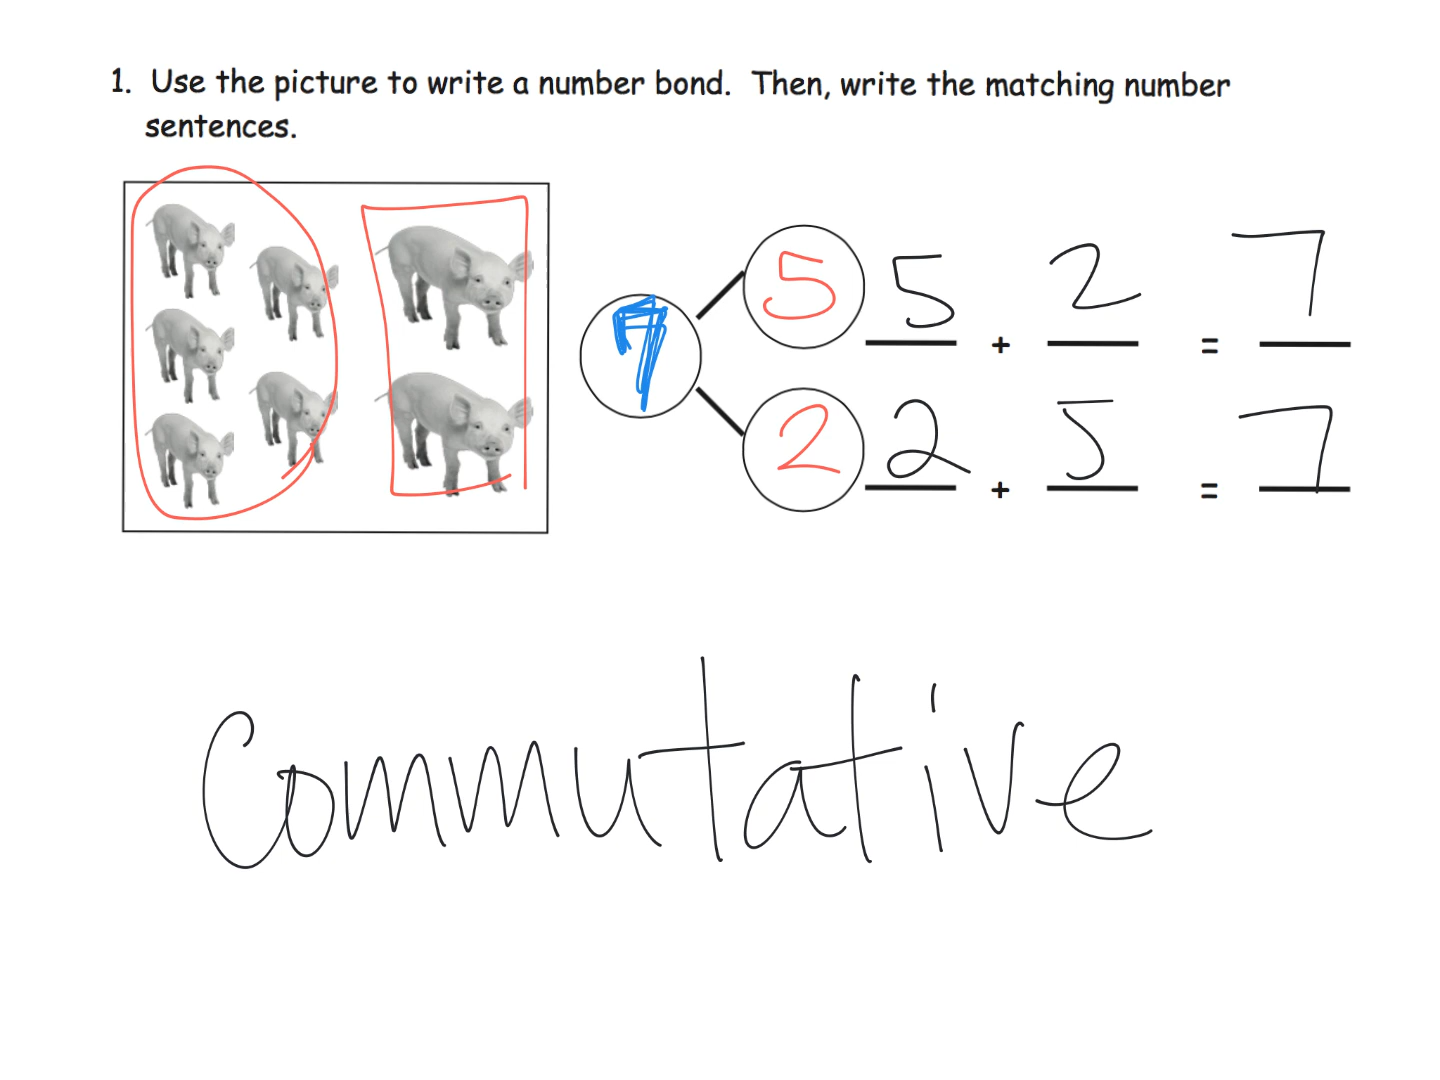 1. Use the picture to write a number bond. Then, write the matching number
sentences.
7
5
5 + 2 = 7
2
2 + 5 = 7
Commutative